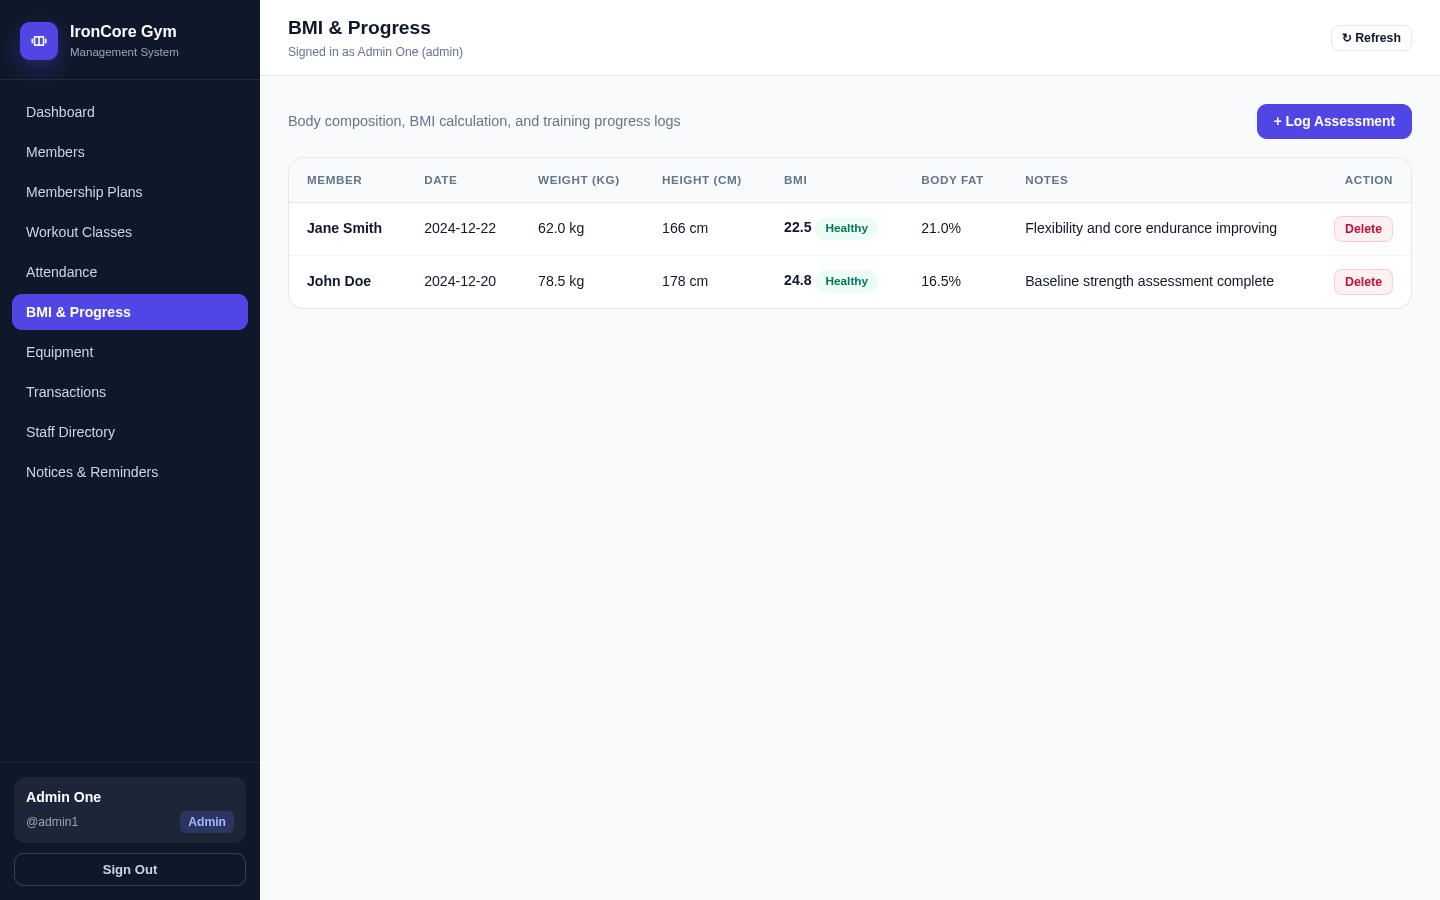 IronCore Gym
Management System
Dashboard
Members
Membership Plans
Workout Classes
Attendance
BMI & Progress
Equipment
Transactions
Staff Directory
Notices & Reminders
Admin One
@admin1 Admin
Sign Out
BMI & Progress
Signed in as Admin One (admin)
↻ Refresh
Body composition, BMI calculation, and training progress logs
+ Log Assessment
MEMBER DATE WEIGHT (KG) HEIGHT (CM) BMI BODY FAT NOTES ACTION
Jane Smith 2024-12-22 62.0 kg 166 cm 22.5 Healthy 21.0% Flexibility and core endurance improving Delete
John Doe 2024-12-20 78.5 kg 178 cm 24.8 Healthy 16.5% Baseline strength assessment complete Delete